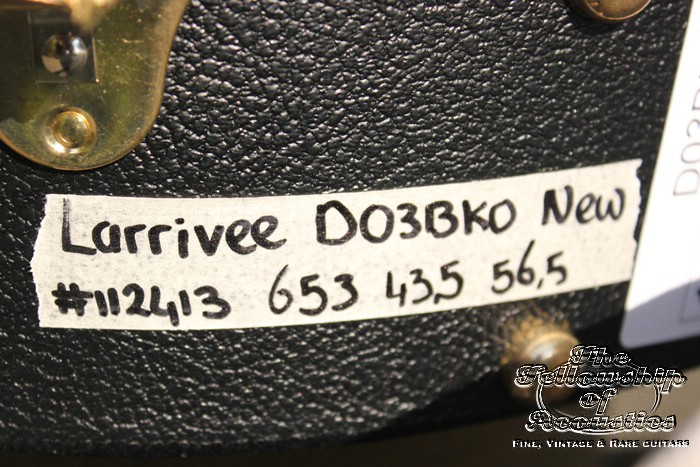 Larrivee D03BKO New
#112413 653 43,5 56,5
The
Fellowship
of
Acoustics
Fine, Vintage & Rare guitars